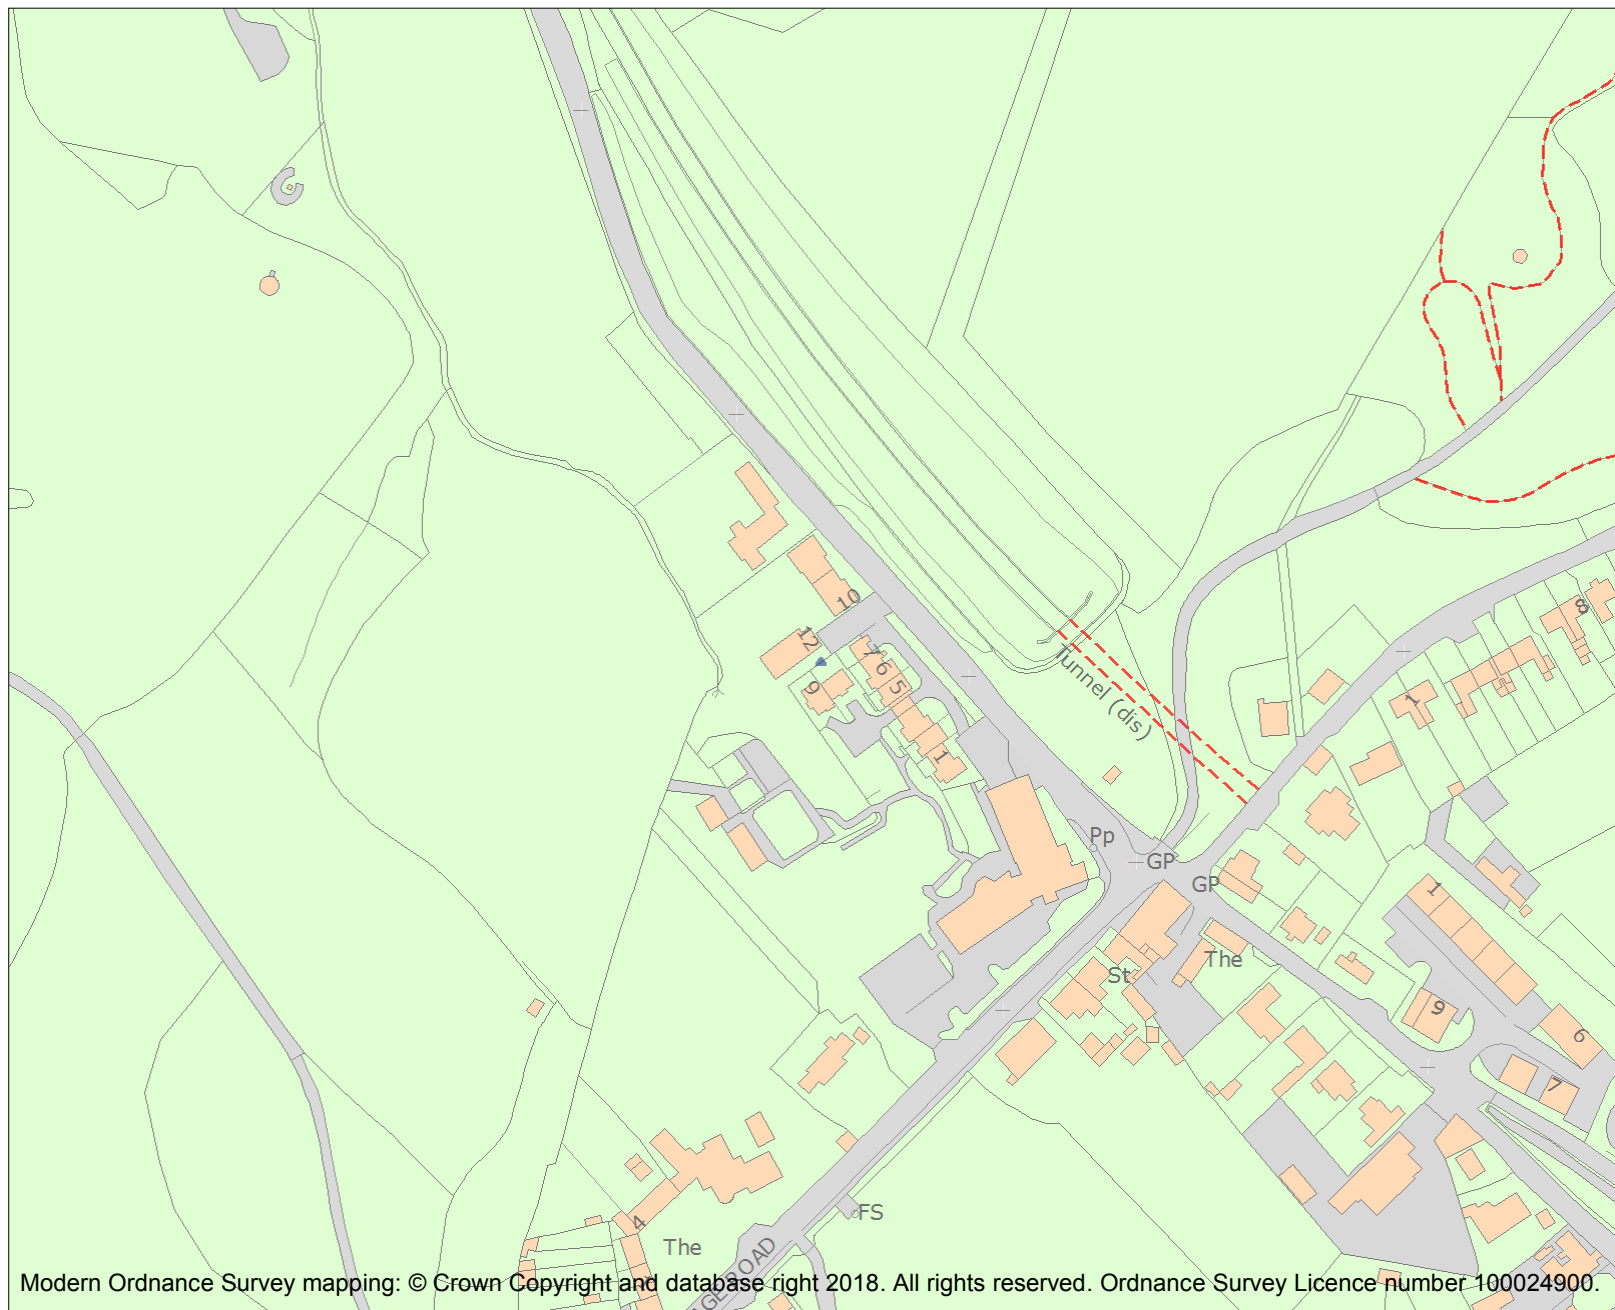 8
10
12
7
6
5
9
1
1
Tunnel (dis)
Pp
GP
GP
1
The
St
9
6
7
FS
4
The
GE ROAD
Modern Ordnance Survey mapping: © Crown Copyright and database right 2018. All rights reserved. Ordnance Survey Licence number 100024900.